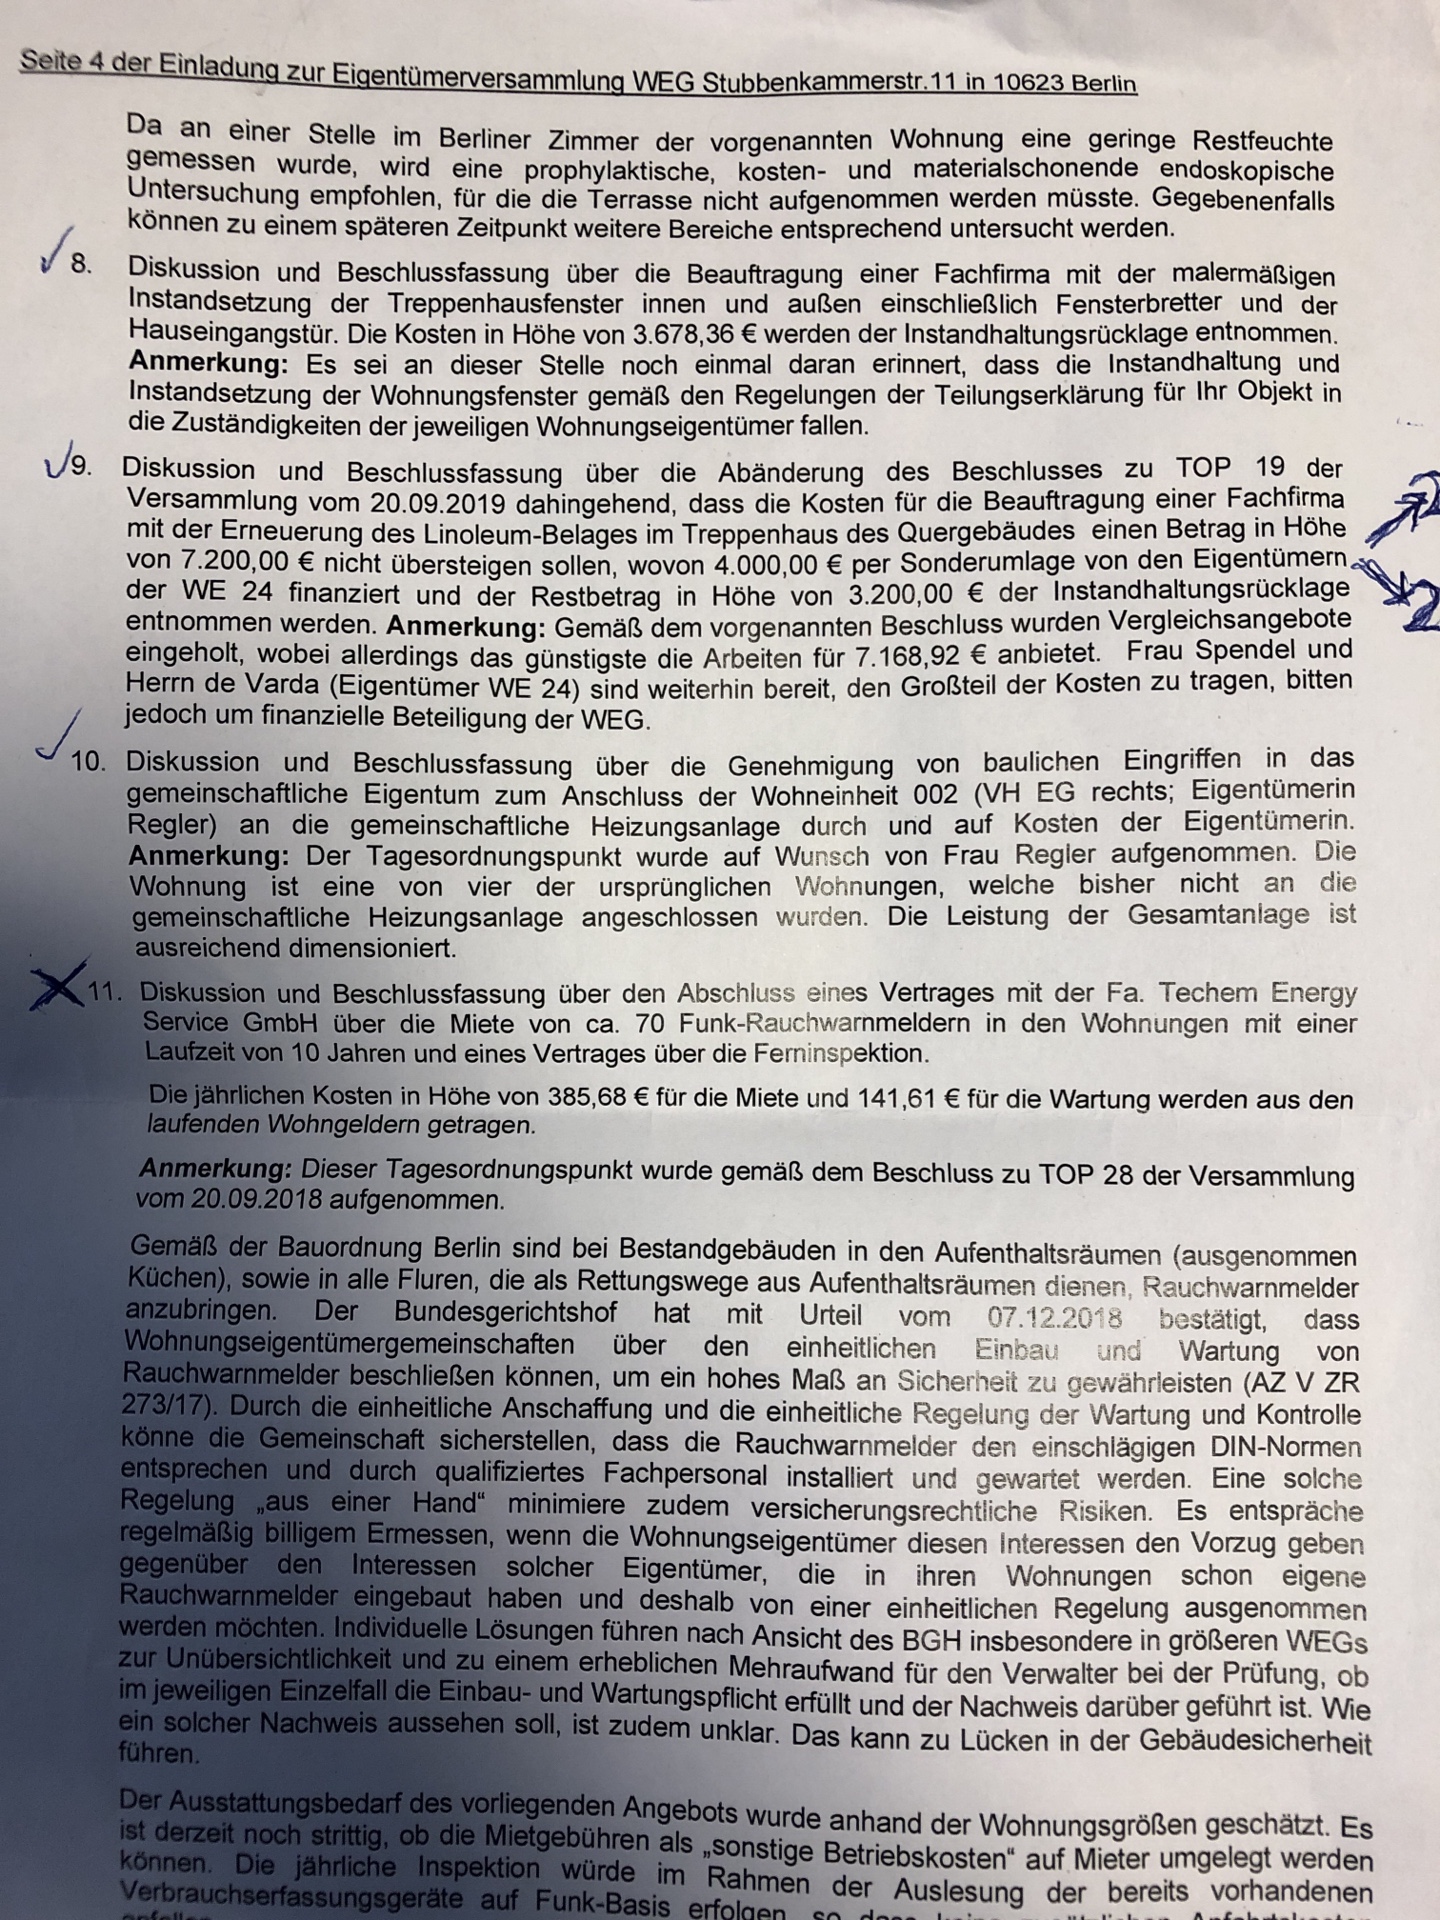 Seite 4 der Einladung zur Eigentümerversammlung WEG Stubbenkammerstr.11 in 10623 Berlin
Da an einer Stelle im Berliner Zimmer der vorgenannten Wohnung eine geringe Restfeuchte
gemessen wurde, wird eine prophylaktische, kosten- und materialschonende endoskopische
Untersuchung empfohlen, für die die Terrasse nicht aufgenommen werden müsste. Gegebenenfalls
können zu einem späteren Zeitpunkt weitere Bereiche entsprechend untersucht werden.
8. Diskussion und Beschlussfassung über die Beauftragung einer Fachfirma mit der malermäßigen
Instandsetzung der Treppenhausfenster innen und außen einschließlich Fensterbretter und der
Hauseingangstür. Die Kosten in Höhe von 3.678,36 € werden der Instandhaltungsrücklage entnommen.
Anmerkung: Es sei an dieser Stelle noch einmal daran erinnert, dass die Instandhaltung und
Instandsetzung der Wohnungsfenster gemäß den Regelungen der Teilungserklärung für Ihr Objekt in
die Zuständigkeiten der jeweiligen Wohnungseigentümer fallen.
9. Diskussion und Beschlussfassung über die Abänderung des Beschlusses zu TOP 19 der
Versammlung vom 20.09.2019 dahingehend, dass die Kosten für die Beauftragung einer Fachfirma
mit der Erneuerung des Linoleum-Belages im Treppenhaus des Quergebäudes einen Betrag in Höhe
von 7.200,00 € nicht übersteigen sollen, wovon 4.000,00 € per Sonderumlage von den Eigentümern
der WE 24 finanziert und der Restbetrag in Höhe von 3.200,00 € der Instandhaltungsrücklage
entnommen werden. Anmerkung: Gemäß dem vorgenannten Beschluss wurden Vergleichsangebote
eingeholt, wobei allerdings das günstigste die Arbeiten für 7.168,92 € anbietet. Frau Spendel und
Herrn de Varda (Eigentümer WE 24) sind weiterhin bereit, den Großteil der Kosten zu tragen, bitten
jedoch um finanzielle Beteiligung der WEG.
2
2
10. Diskussion und Beschlussfassung über die Genehmigung von baulichen Eingriffen in das
gemeinschaftliche Eigentum zum Anschluss der Wohneinheit 002 (VH EG rechts; Eigentümerin
Regler) an die gemeinschaftliche Heizungsanlage durch und auf Kosten der Eigentümerin.
Anmerkung: Der Tagesordnungspunkt wurde auf Wunsch von Frau Regler aufgenommen. Die
Wohnung ist eine von vier der ursprünglichen Wohnungen, welche bisher nicht an die
gemeinschaftliche Heizungsanlage angeschlossen wurden. Die Leistung der Gesamtanlage ist
ausreichend dimensioniert.
11. Diskussion und Beschlussfassung über den Abschluss eines Vertrages mit der Fa. Techem Energy
Service GmbH über die Miete von ca. 70 Funk-Rauchwarnmeldern in den Wohnungen mit einer
Laufzeit von 10 Jahren und eines Vertrages über die Ferninspektion.
Die jährlichen Kosten in Höhe von 385,68 € für die Miete und 141,61 € für die Wartung werden aus den
laufenden Wohngeldern getragen.
Anmerkung: Dieser Tagesordnungspunkt wurde gemäß dem Beschluss zu TOP 28 der Versammlung
vom 20.09.2018 aufgenommen.
Gemäß der Bauordnung Berlin sind bei Bestandgebäuden in den Aufenthaltsräumen (ausgenommen
Küchen), sowie in alle Fluren, die als Rettungswege aus Aufenthaltsräumen dienen, Rauchwarnmelder
anzubringen. Der Bundesgerichtshof hat mit Urteil vom 07.12.2018 bestätigt, dass
Wohnungseigentümergemeinschaften über den einheitlichen Einbau und Wartung von
Rauchwarnmelder beschließen können, um ein hohes Maß an Sicherheit zu gewährleisten (AZ V ZR
273/17). Durch die einheitliche Anschaffung und die einheitliche Regelung der Wartung und Kontrolle
könne die Gemeinschaft sicherstellen, dass die Rauchwarnmelder den einschlägigen DIN-Normen
entsprechen und durch qualifiziertes Fachpersonal installiert und gewartet werden. Eine solche
Regelung „aus einer Hand“ minimiere zudem versicherungsrechtliche Risiken. Es entspräche
regelmäßig billigem Ermessen, wenn die Wohnungseigentümer diesen Interessen den Vorzug geben
gegenüber den Interessen solcher Eigentümer, die in ihren Wohnungen schon eigene
Rauchwarnmelder eingebaut haben und deshalb von einer einheitlichen Regelung ausgenommen
werden möchten. Individuelle Lösungen führen nach Ansicht des BGH insbesondere in größeren WEGs
zur Unübersichtlichkeit und zu einem erheblichen Mehraufwand für den Verwalter bei der Prüfung, ob
im jeweiligen Einzelfall die Einbau- und Wartungspflicht erfüllt und der Nachweis darüber geführt ist. Wie
ein solcher Nachweis aussehen soll, ist zudem unklar. Das kann zu Lücken in der Gebäudesicherheit
führen.
Der Ausstattungsbedarf des vorliegenden Angebots wurde anhand der Wohnungsgrößen geschätzt. Es
ist derzeit noch strittig, ob die Mietgebühren als „sonstige Betriebskosten“ auf Mieter umgelegt werden
können. Die jährliche Inspektion würde im Rahmen der Auslesung der bereits vorhandenen
Verbrauchserfassungsgeräte auf Funk-Basis erfolgen, so dass keine zusätzlichen Anfahrtskosten